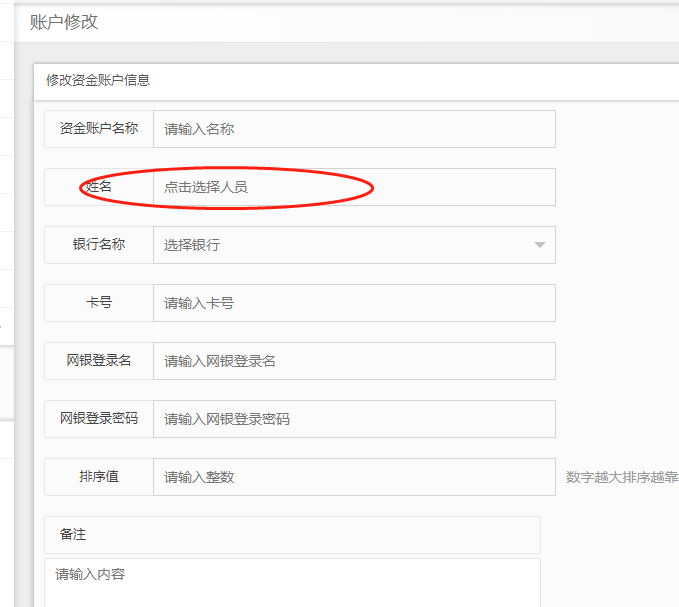 账户修改
修改资金账户信息
资金账户名称 请输入名称
姓名 点击选择人员
银行名称 选择银行
卡号 请输入卡号
网银登录名 请输入网银登录名
网银登录密码 请输入网银登录密码
排序值 请输入整数 数字越大排序越靠
备注
请输入内容